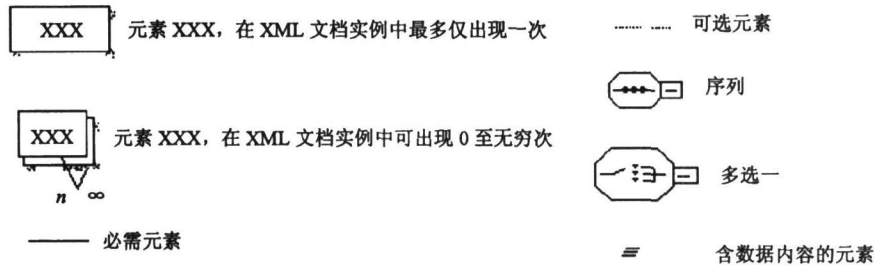 XXX 元素 XXX，在 XML 文档实例中最多仅出现一次
可选元素
序列
XXX 元素 XXX，在 XML 文档实例中可出现 0 至无穷次
n ∞
多选一
必需元素
含数据内容的元素